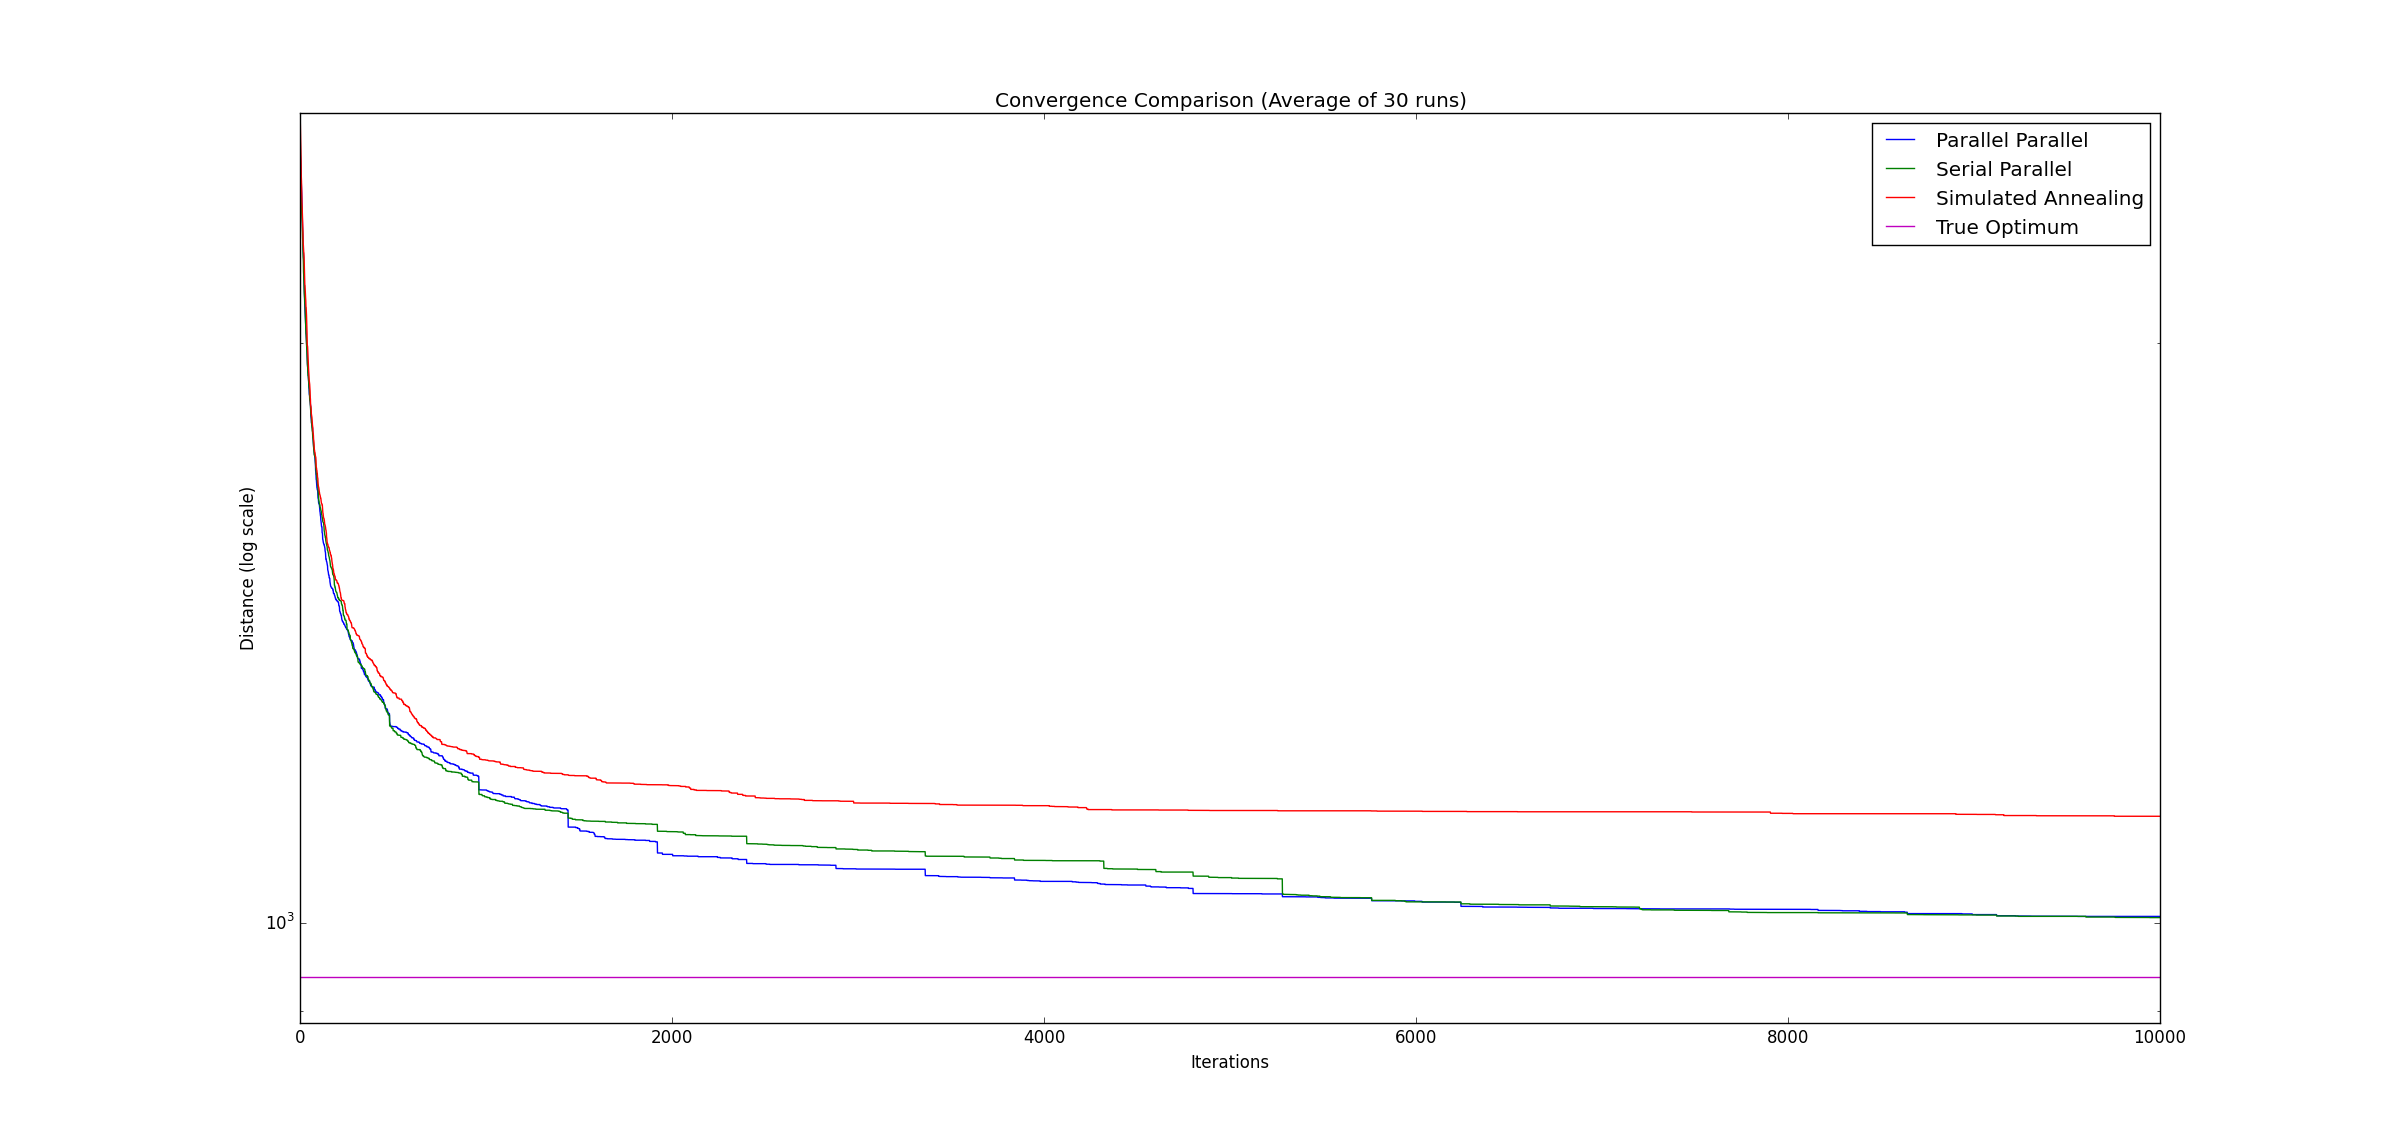 Convergence Comparison (Average of 30 runs)
Parallel Parallel
Serial Parallel
Simulated Annealing
True Optimum
Distance (log scale)
10³
0 2000 4000 6000 8000 10000
Iterations